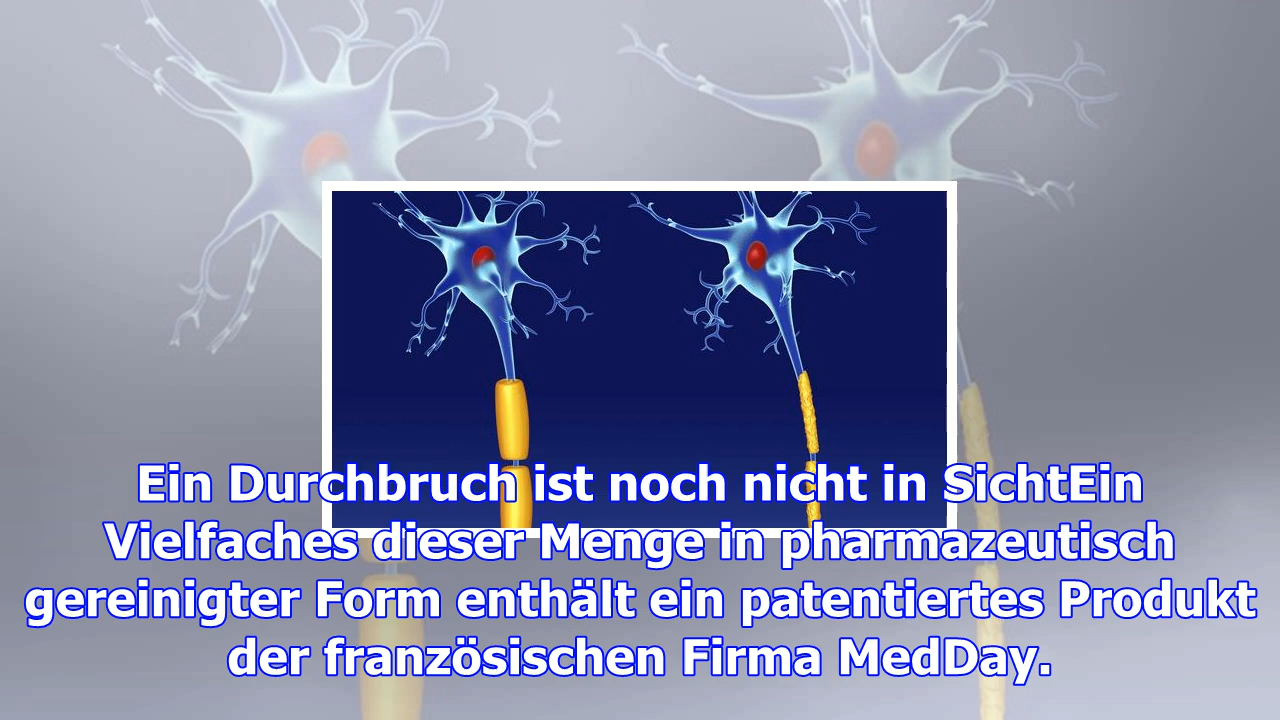 Ein Durchbruch ist noch nicht in SichtEin
Vielfaches dieser Menge in pharmazeutisch
gereinigter Form enthält ein patentiertes Produkt
der französischen Firma MedDay.